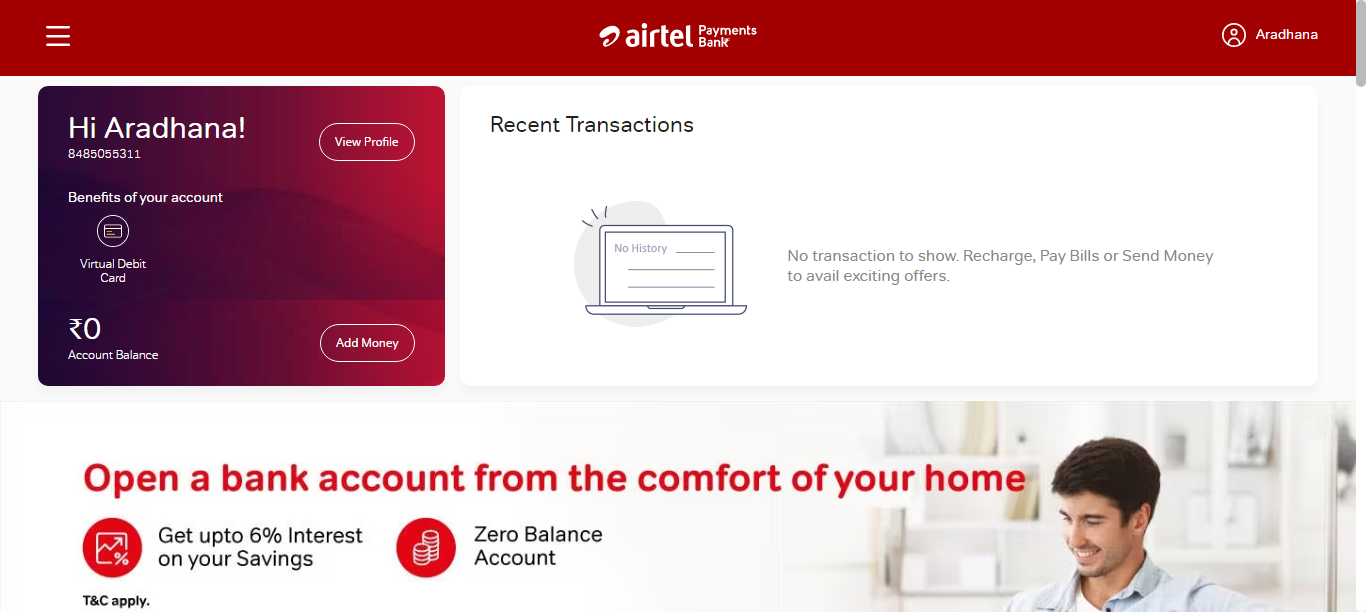 airtel Payments
Bank
Aradhana
Hi Aradhana!
8485055311
View Profile
Benefits of your account
Virtual Debit
Card
₹0
Account Balance
Add Money
Recent Transactions
No History
No transaction to show. Recharge, Pay Bills or Send Money
to avail exciting offers.
Open a bank account from the comfort of your home
Get upto 6% Interest
on your Savings
Zero Balance
Account
T&C apply.